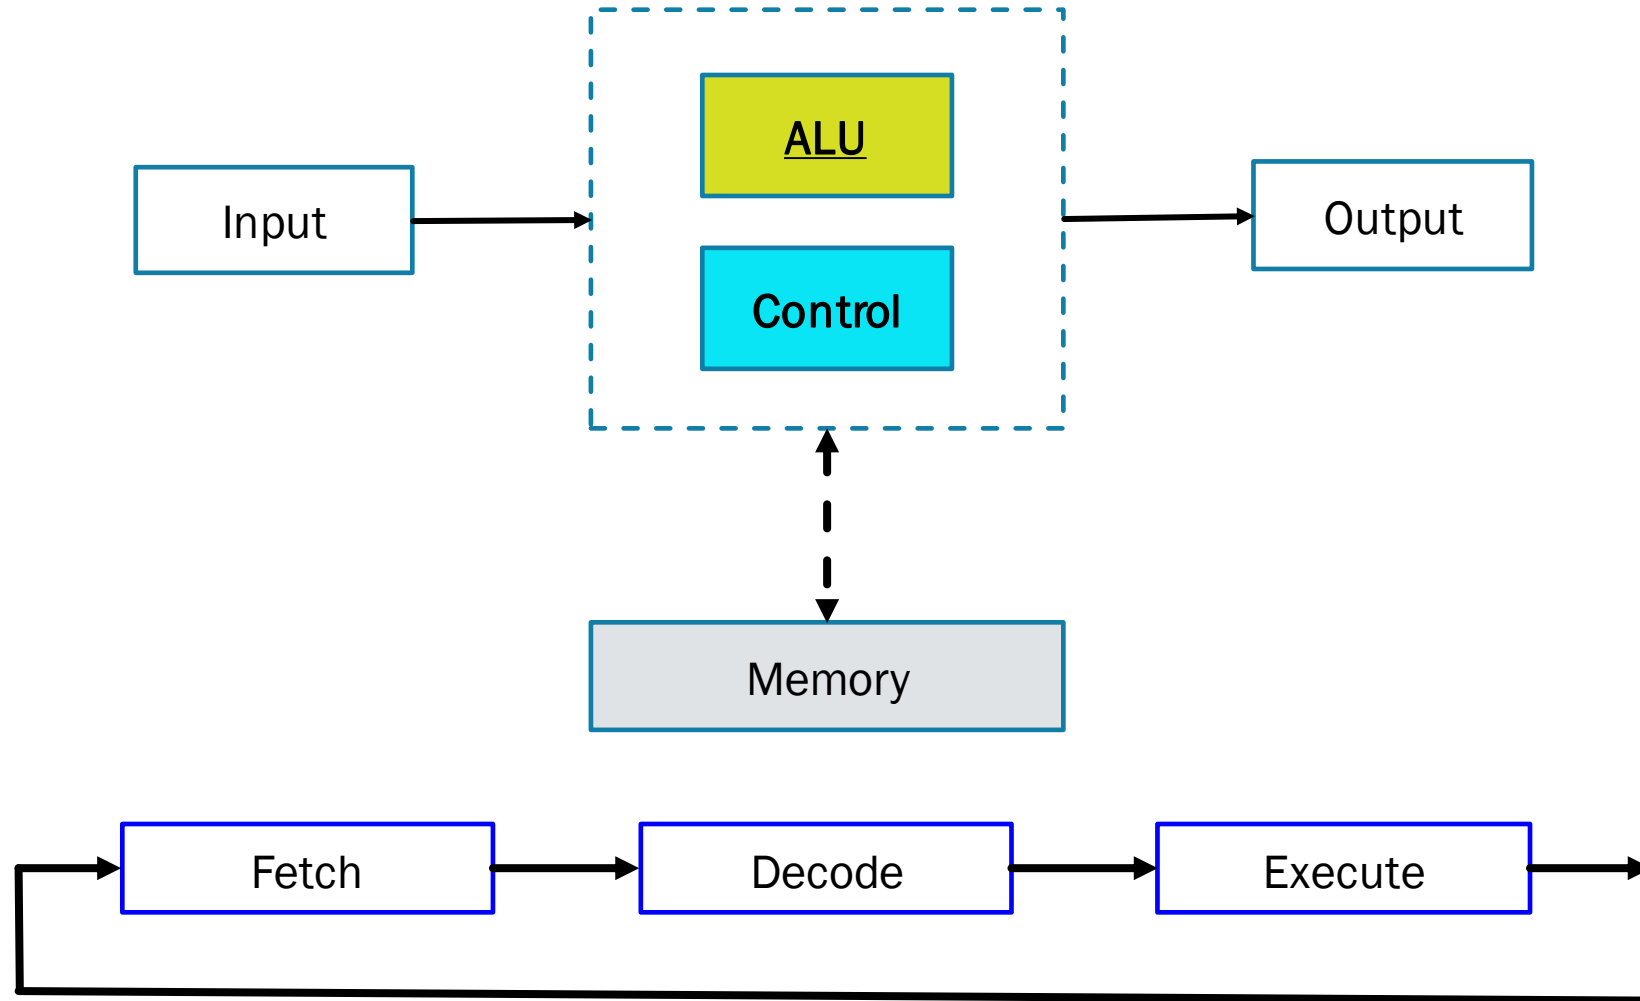 ALU
Input
Output
Control
Memory
Fetch
Decode
Execute